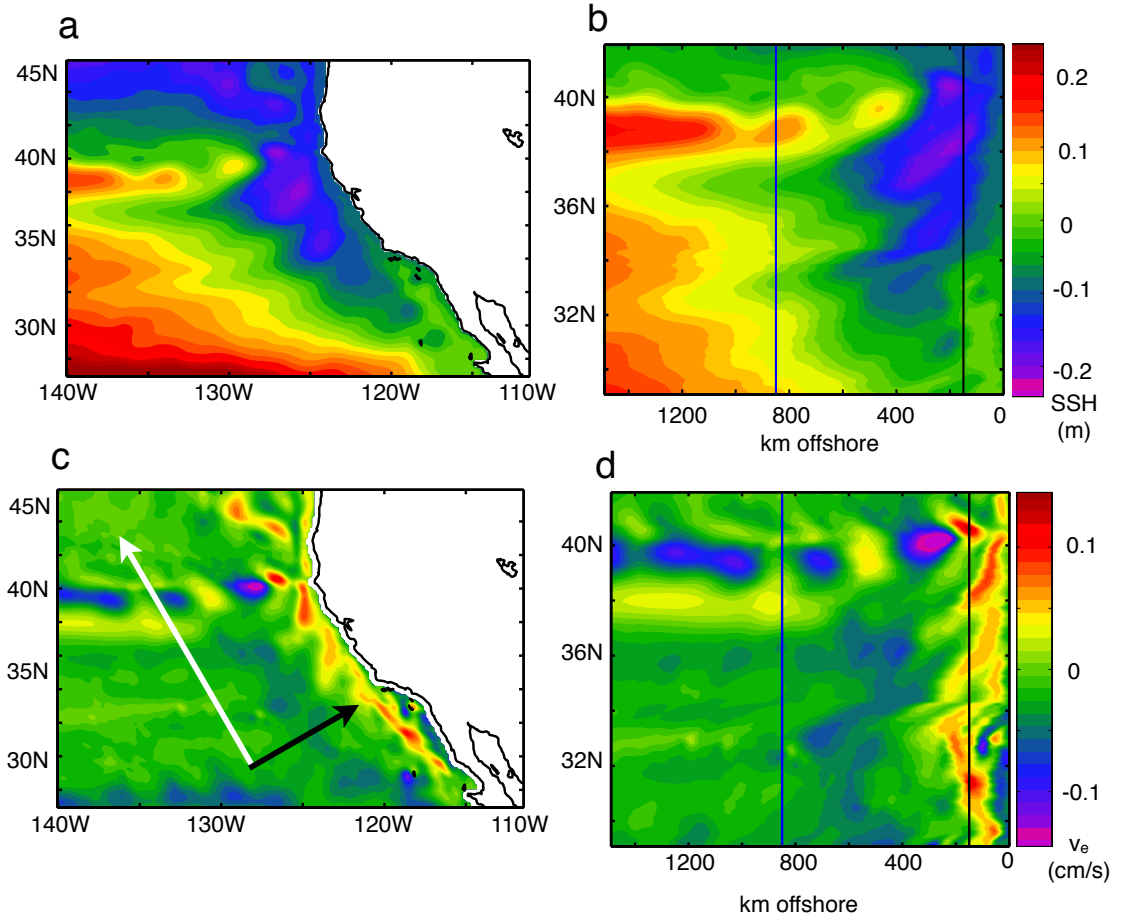 a
45N
40N
35N
30N
140W 130W 120W 110W
b
40N
36N
32N
1200 800 400 0
km offshore
0.2
0.1
0
-0.1
-0.2
SSH
(m)
c
45N
40N
35N
30N
140W 130W 120W 110W
d
40N
36N
32N
1200 800 400 0
km offshore
0.1
0
-0.1
ve
(cm/s)